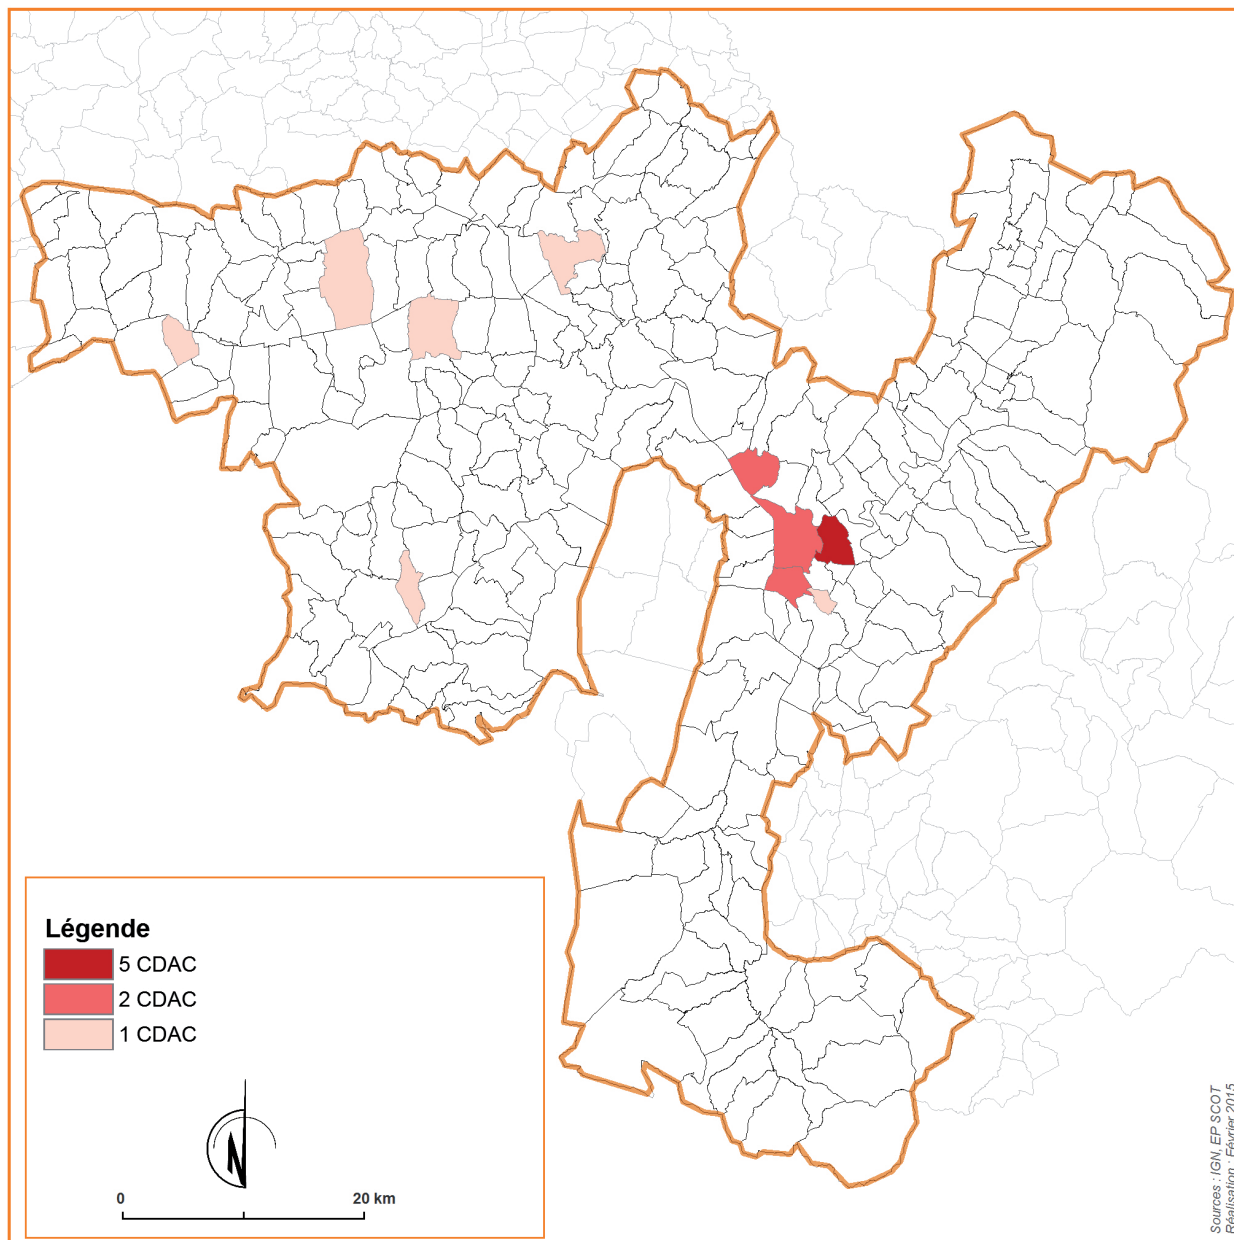 Légende
5 CDAC
2 CDAC
1 CDAC
N
0 20 km
Sources : IGN, EP SCOT
Réalisation : Février 2015